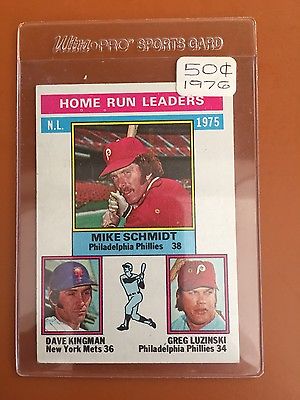 Ultra•PRO® SPORTS CARD
50¢
1976
HOME RUN LEADERS
N.L. 1975
MIKE SCHMIDT
Philadelphia Phillies 38
DAVE KINGMAN
New York Mets 36
GREG LUZINSKI
Philadelphia Phillies 34